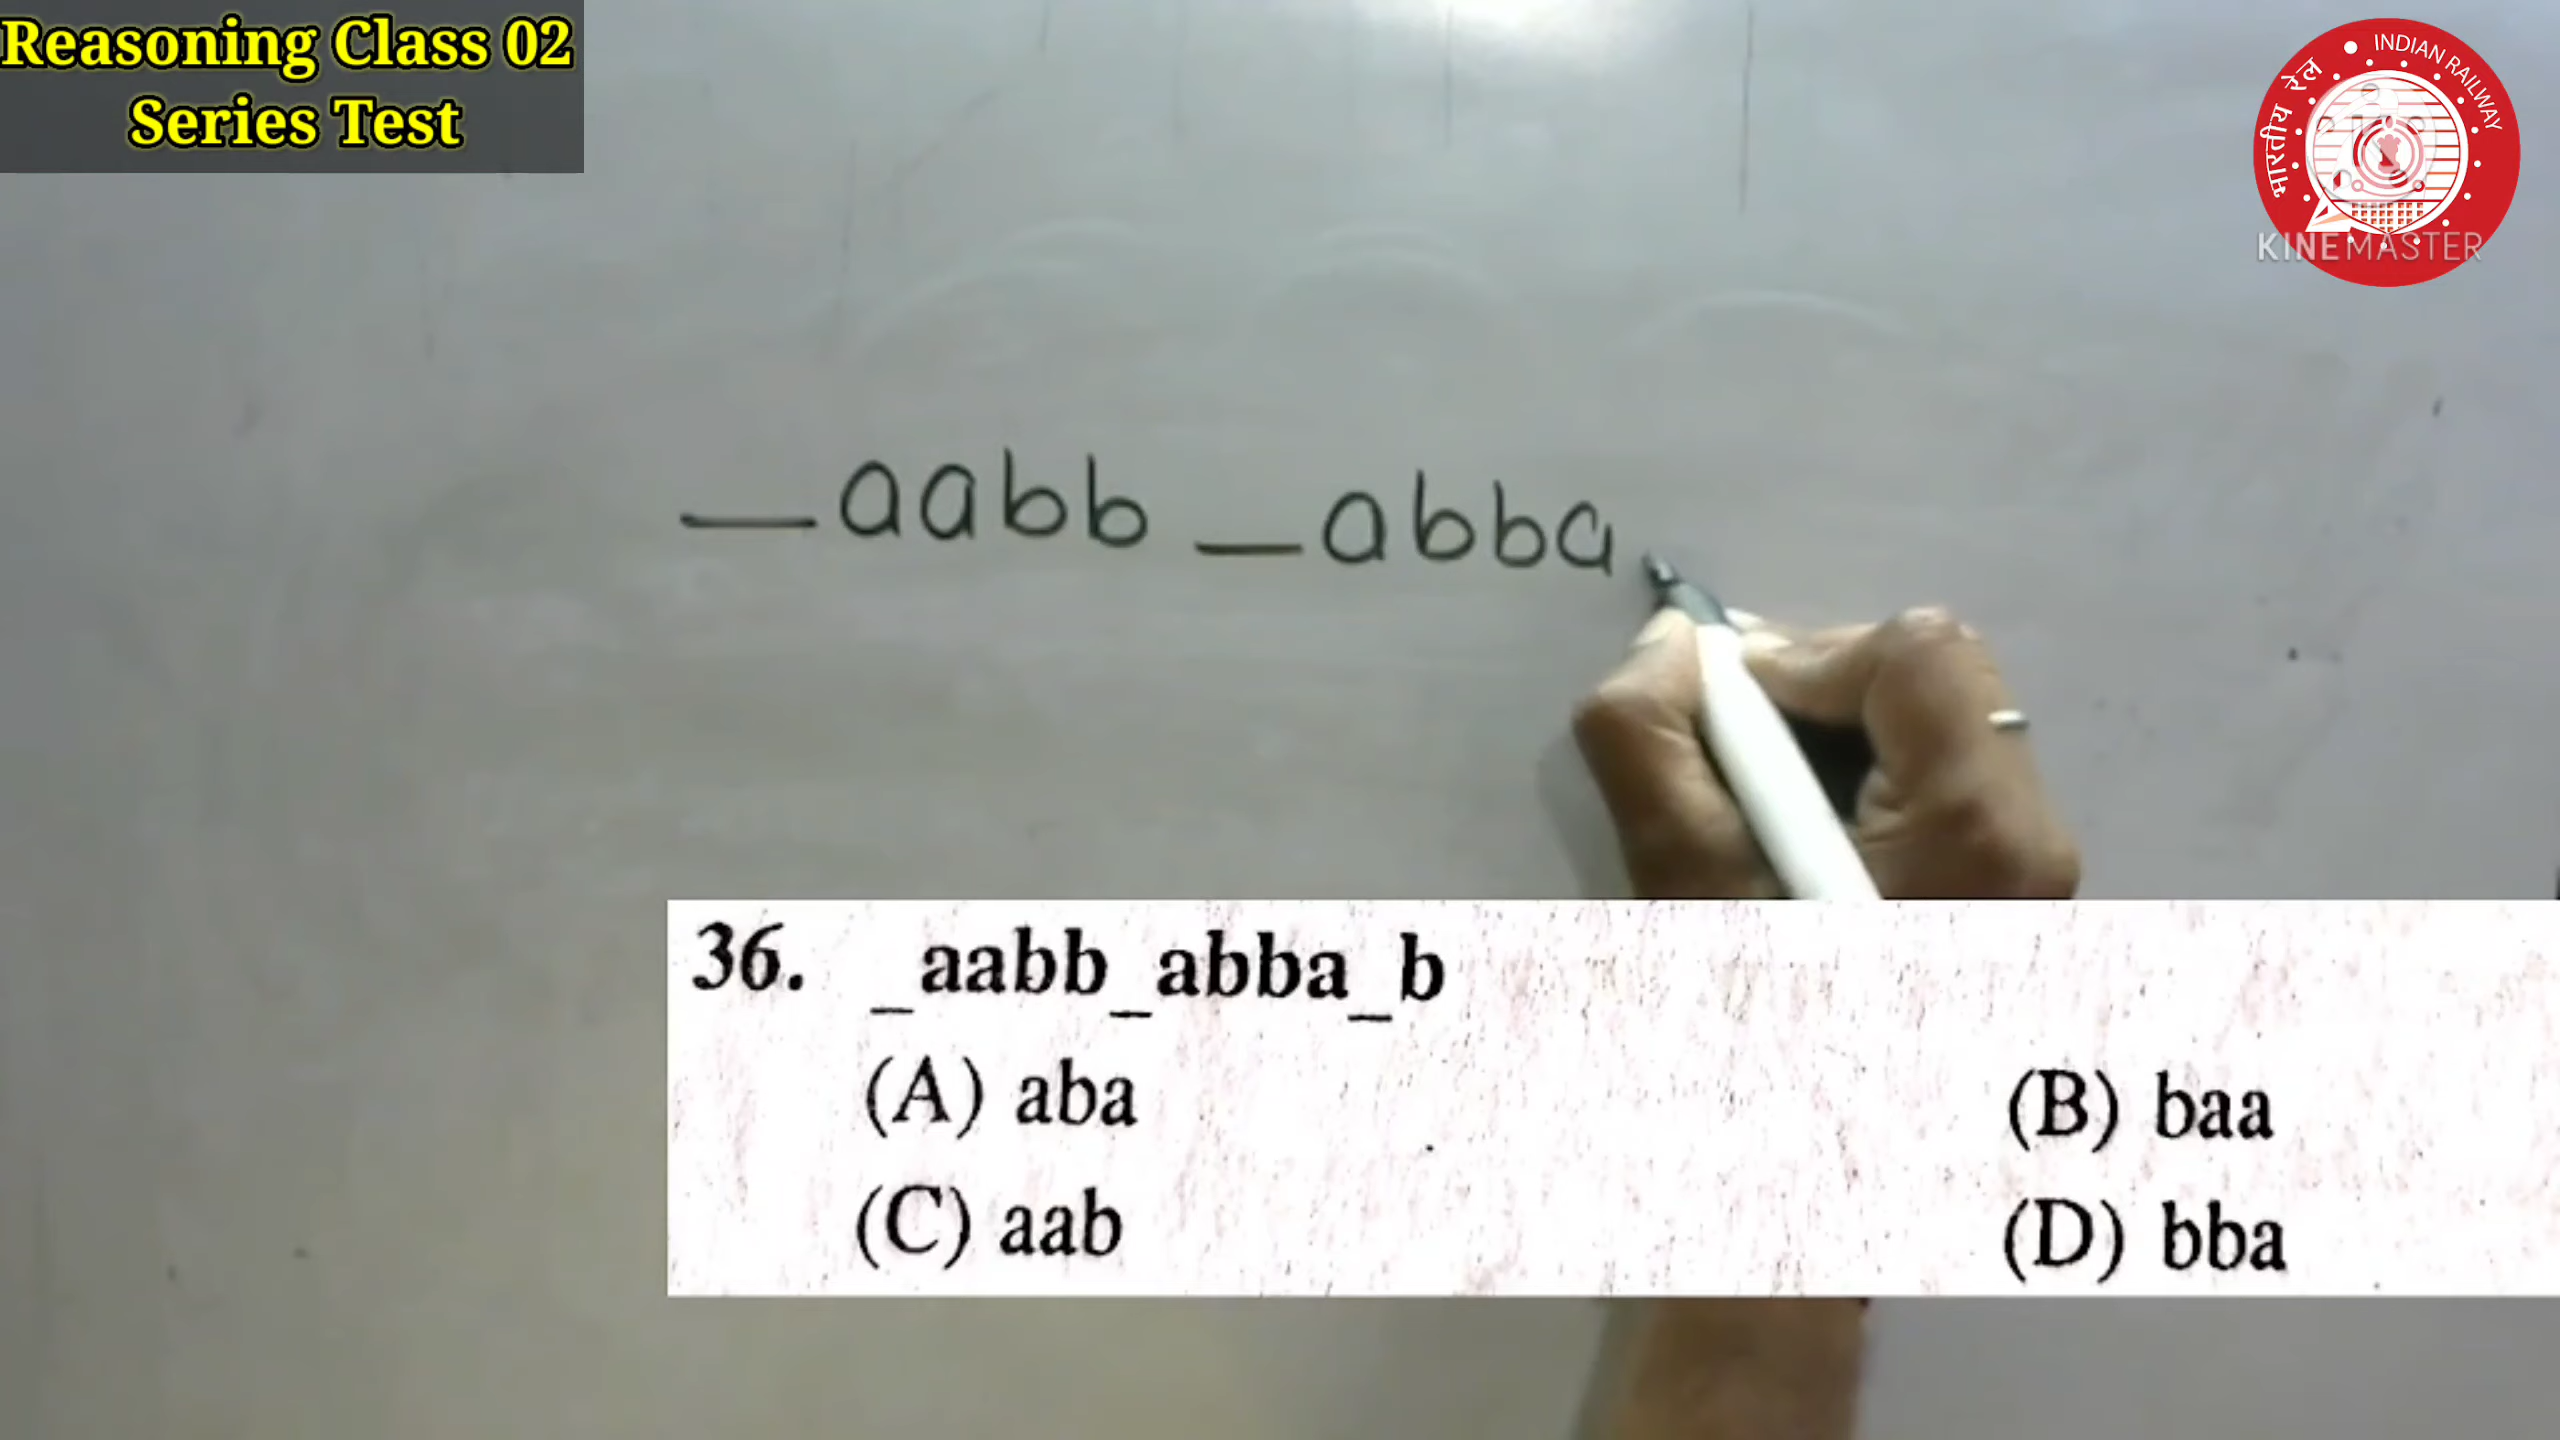 Reasoning Class 02
Series Test
INDIAN RAILWAY
भारतीय रेल
KINEMASTER
_aabb_abba
36. _aabb_abba_b
(A) aba (B) baa
(C) aab (D) bba